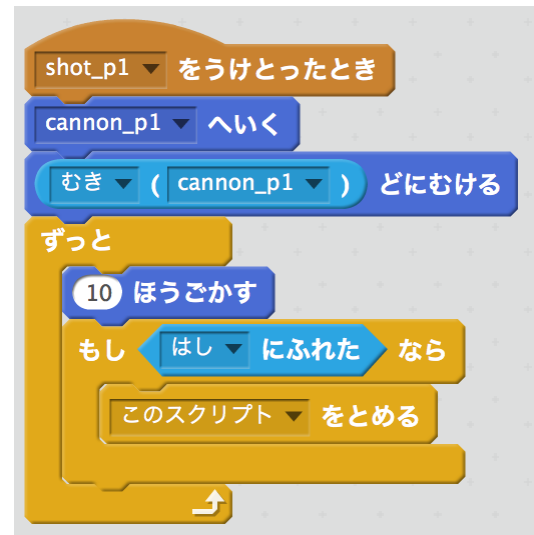 shot_p1 をうけとったとき
cannon_p1 へいく
むき ( cannon_p1 ) どにむける
ずっと
10 ほうごかす
もし はし にふれた なら
このスクリプト をとめる